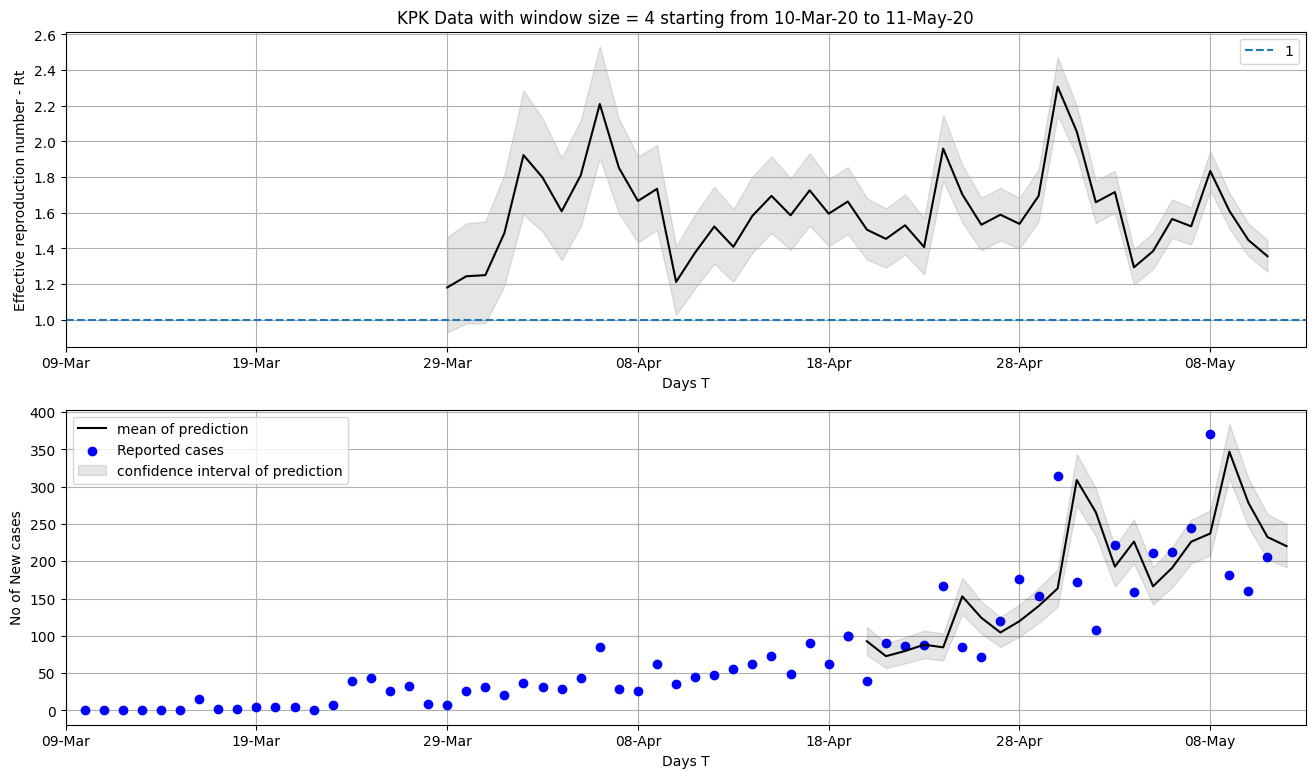 KPK Data with window size = 4 starting from 10-Mar-20 to 11-May-20
Effective reproduction number - Rt
2.6
2.4
2.2
2.0
1.8
1.6
1.4
1.2
1.0
1
09-Mar 19-Mar 29-Mar 08-Apr 18-Apr 28-Apr 08-May
Days T
No of New cases
400
350
300
250
200
150
100
50
0
mean of prediction
Reported cases
confidence interval of prediction
09-Mar 19-Mar 29-Mar 08-Apr 18-Apr 28-Apr 08-May
Days T